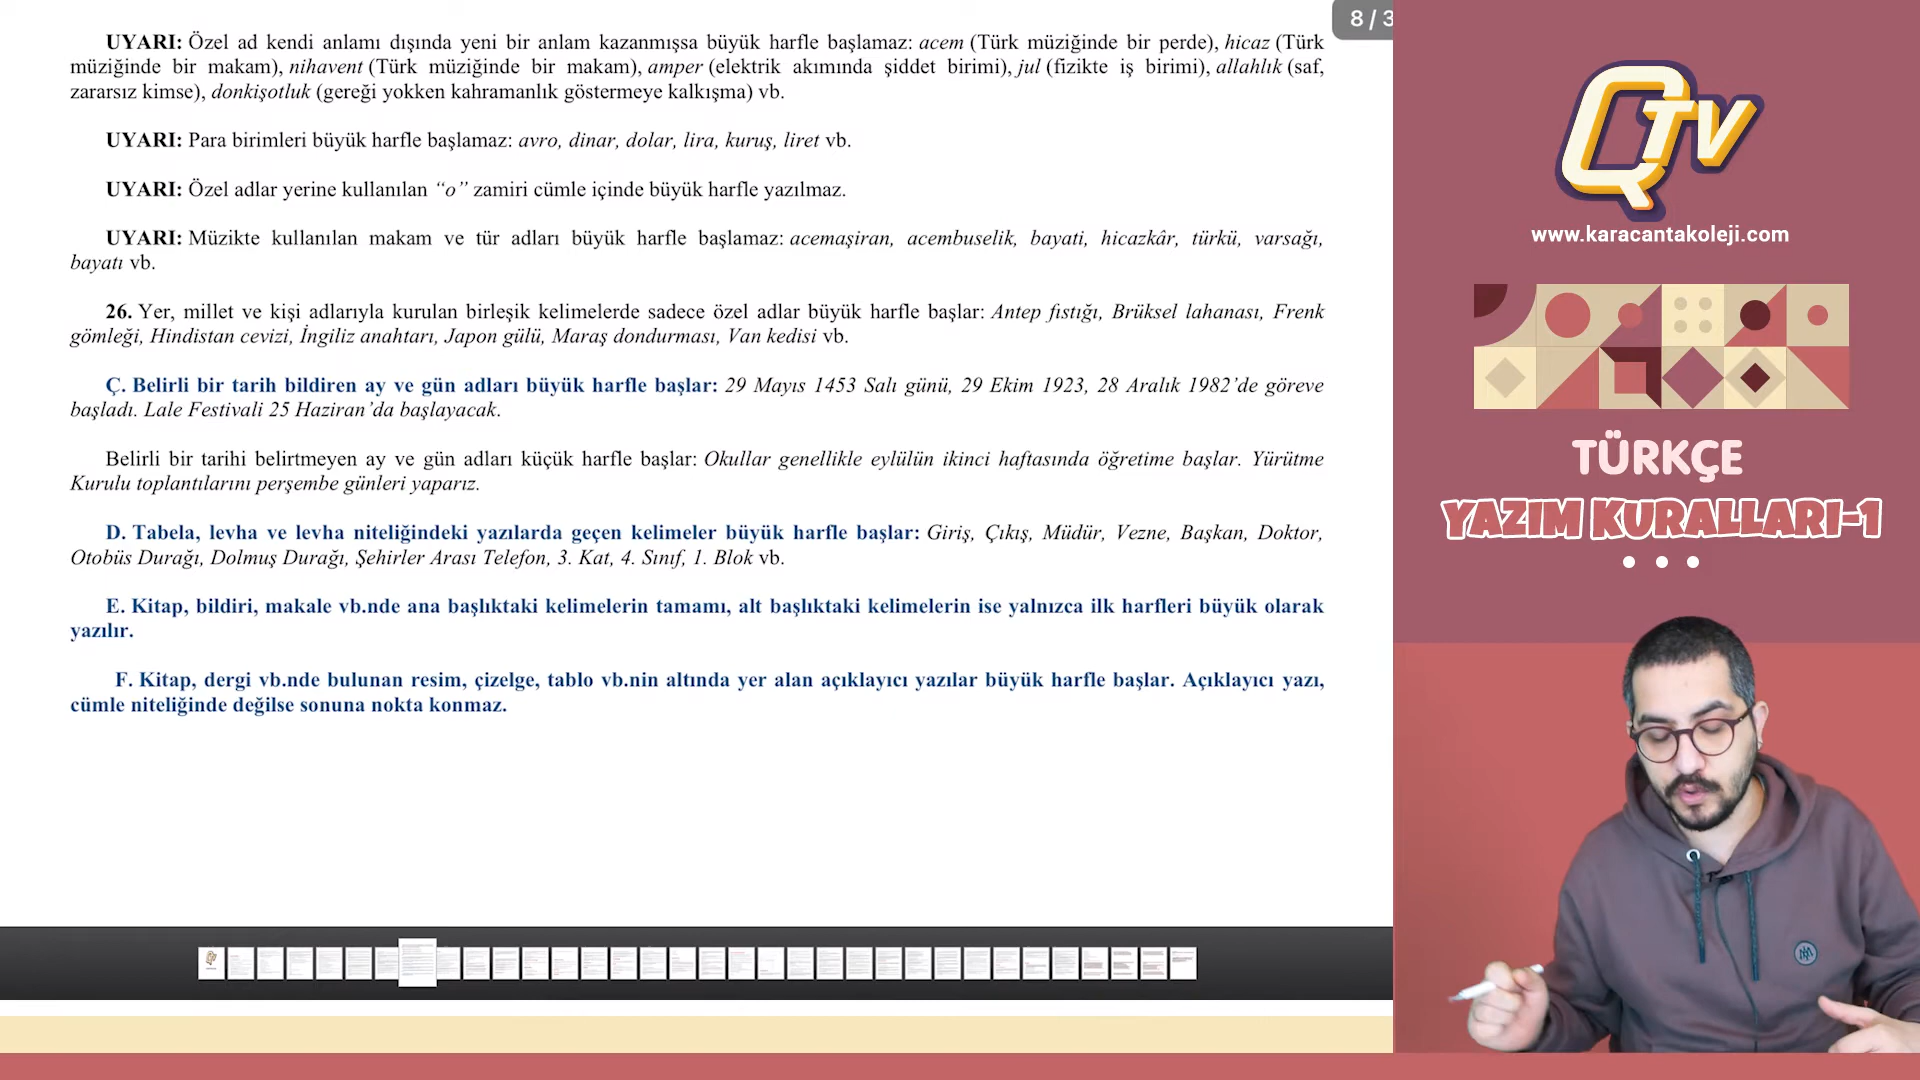 8 / 3
UYARI: Özel ad kendi anlamı dışında yeni bir anlam kazanmışsa büyük harfle başlamaz: acem (Türk müziğinde bir perde), hicaz (Türk
müziğinde bir makam), nihavent (Türk müziğinde bir makam), amper (elektrik akımında şiddet birimi), jul (fizikte iş birimi), allahlık (saf,
zararsız kimse), donkişotluk (gereği yokken kahramanlık göstermeye kalkışma) vb.
UYARI: Para birimleri büyük harfle başlamaz: avro, dinar, dolar, lira, kuruş, liret vb.
UYARI: Özel adlar yerine kullanılan “o” zamiri cümle içinde büyük harfle yazılmaz.
UYARI: Müzikte kullanılan makam ve tür adları büyük harfle başlamaz: acemaşiran, acembuselik, bayati, hicazkâr, türkü, varsağı,
bayatı vb.
26. Yer, millet ve kişi adlarıyla kurulan birleşik kelimelerde sadece özel adlar büyük harfle başlar: Antep fıstığı, Brüksel lahanası, Frenk
gömleği, Hindistan cevizi, İngiliz anahtarı, Japon gülü, Maraş dondurması, Van kedisi vb.
Ç. Belirli bir tarih bildiren ay ve gün adları büyük harfle başlar: 29 Mayıs 1453 Salı günü, 29 Ekim 1923, 28 Aralık 1982’de göreve
başladı. Lale Festivali 25 Haziran’da başlayacak.
Belirli bir tarihi belirtmeyen ay ve gün adları küçük harfle başlar: Okullar genellikle eylülün ikinci haftasında öğretime başlar. Yürütme
Kurulu toplantılarını perşembe günleri yaparız.
D. Tabela, levha ve levha niteliğindeki yazılarda geçen kelimeler büyük harfle başlar: Giriş, Çıkış, Müdür, Vezne, Başkan, Doktor,
Otobüs Durağı, Dolmuş Durağı, Şehirler Arası Telefon, 3. Kat, 4. Sınıf, 1. Blok vb.
E. Kitap, bildiri, makale vb.nde ana başlıktaki kelimelerin tamamı, alt başlıktaki kelimelerin ise yalnızca ilk harfleri büyük olarak
yazılır.
F. Kitap, dergi vb.nde bulunan resim, çizelge, tablo vb.nin altında yer alan açıklayıcı yazılar büyük harfle başlar. Açıklayıcı yazı,
cümle niteliğinde değilse sonuna nokta konmaz.
QTV
www.karacantakoleji.com
TÜRKÇE
YAZIM KURALLARI-1